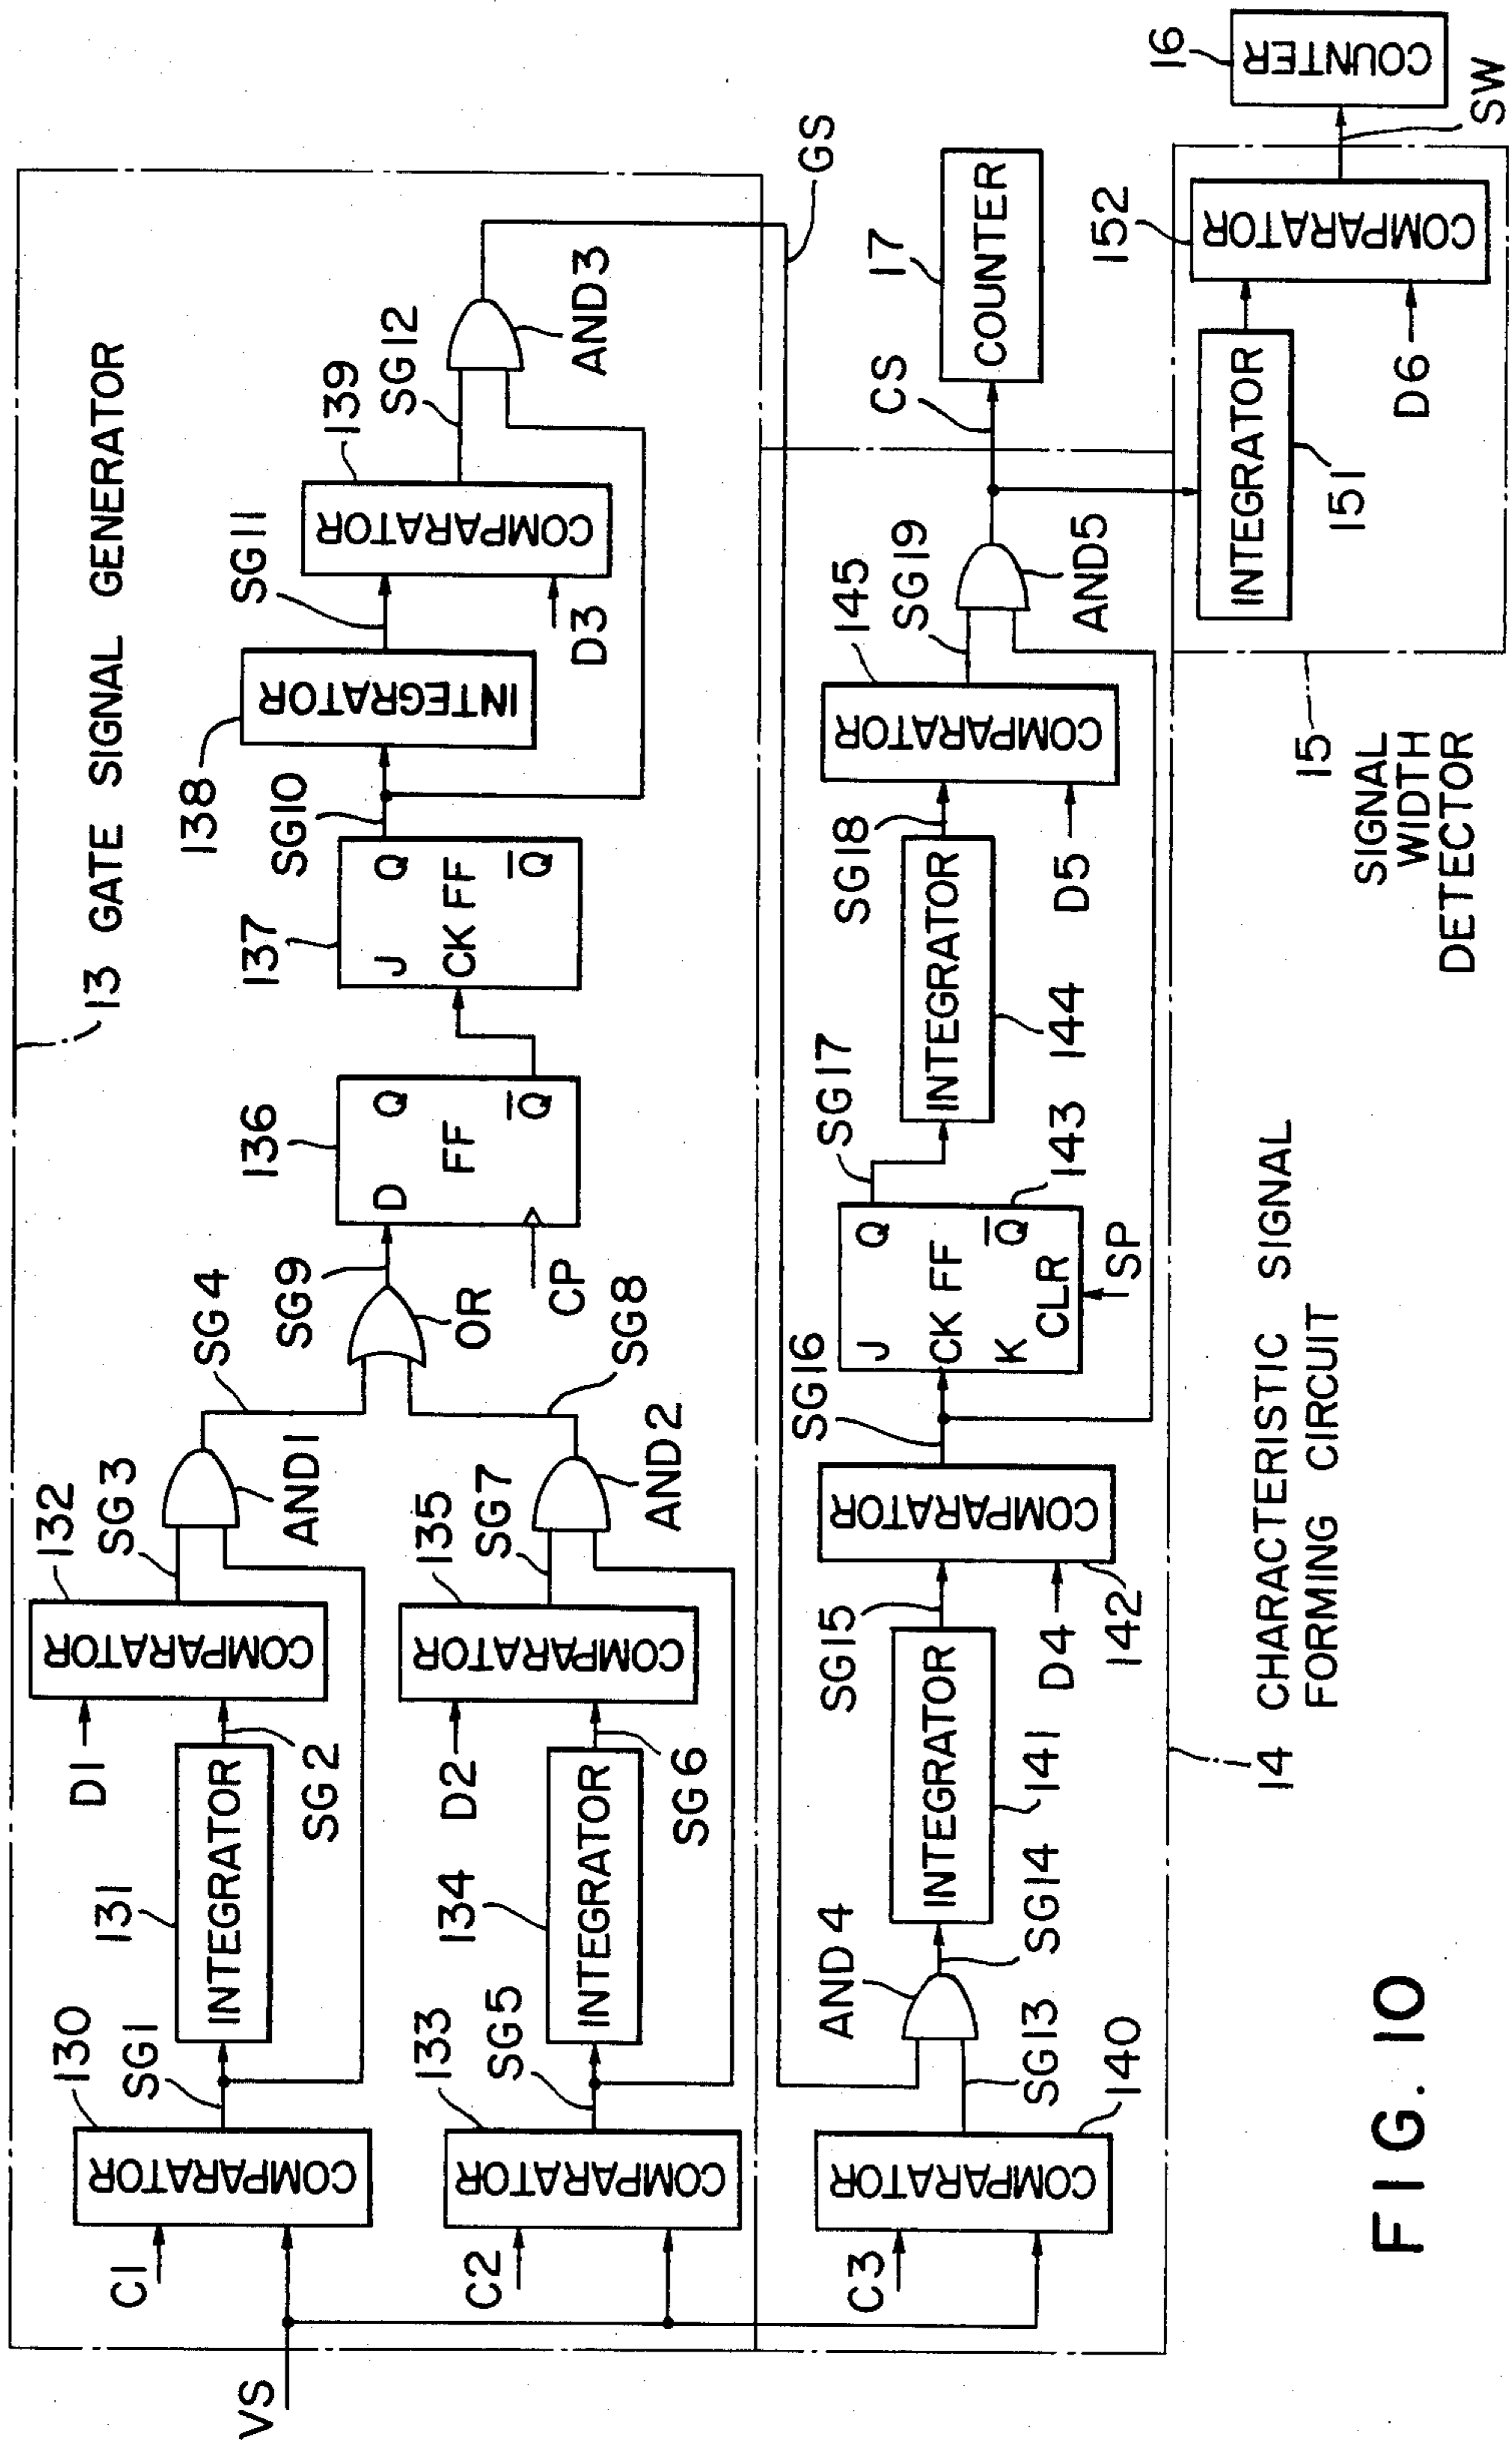 13 GATE SIGNAL GENERATOR
VS
C1
130
COMPARATOR
SG1
131
INTEGRATOR
SG2
D1
132
COMPARATOR
SG3
AND1
SG4
C2
133
COMPARATOR
SG5
134
INTEGRATOR
SG6
D2
135
COMPARATOR
SG7
AND2
SG8
OR
SG9
136
D
Q
FF
Q
CP
137
J
Q
CK FF
Q
SG10
138
INTEGRATOR
SG11
D3
139
COMPARATOR
SG12
AND3
GS
C3
COMPARATOR
140
SG13
AND4
SG14
INTEGRATOR
141
SG15
D4
COMPARATOR
142
SG16
J
Q
CK FF
K
Q
CLR
SP
143
SG17
INTEGRATOR
144
SG18
D5
145
COMPARATOR
SG19
AND5
CS
17
COUNTER
14 CHARACTERISTIC SIGNAL
FORMING CIRCUIT
INTEGRATOR
151
D6
152
COMPARATOR
SW
16
COUNTER
15
SIGNAL
WIDTH
DETECTOR
FIG. 10